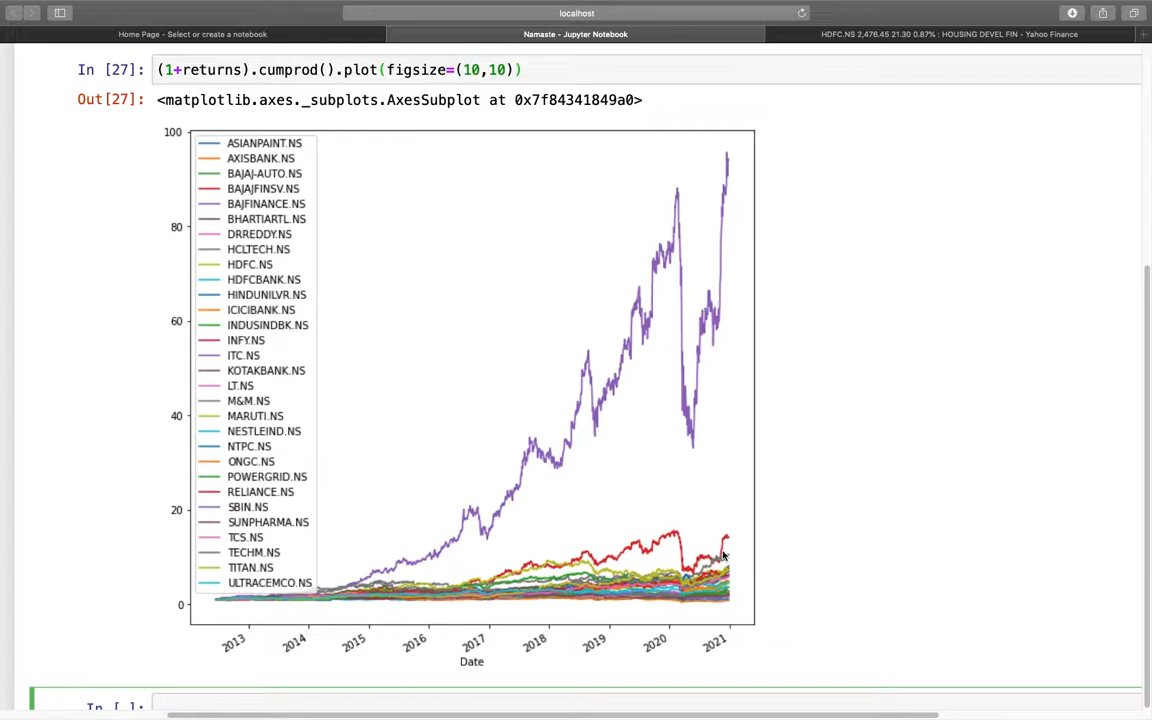 localhost
Home Page - Select or create a notebook
Namaste - Jupyter Notebook
HDFC.NS 2,476.45 21.30 0.87% : HOUSING DEVEL FIN - Yahoo Finance
In [27]: (1+returns).cumprod().plot(figsize=(10,10))
Out[27]: <matplotlib.axes._subplots.AxesSubplot at 0x7f84341849a0>
100
80
60
40
20
0
ASIANPAINT.NS
AXISBANK.NS
BAJAJ-AUTO.NS
BAJAJFINSV.NS
BAJFINANCE.NS
BHARTIARTL.NS
DRREDDY.NS
HCLTECH.NS
HDFC.NS
HDFCBANK.NS
HINDUNILVR.NS
ICICIBANK.NS
INDUSINDBK.NS
INFY.NS
ITC.NS
KOTAKBANK.NS
LT.NS
M&M.NS
MARUTI.NS
NESTLEIND.NS
NTPC.NS
ONGC.NS
POWERGRID.NS
RELIANCE.NS
SBIN.NS
SUNPHARMA.NS
TCS.NS
TECHM.NS
TITAN.NS
ULTRACEMCO.NS
2013 2014 2015 2016 2017 2018 2019 2020 2021
Date
In [ ]: